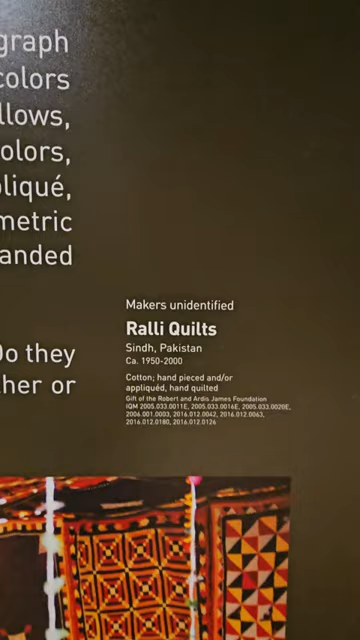 graph
colors
llows,
olors,
pliqué,
metric
anded
Do they
ther or
Makers unidentified
Ralli Quilts
Sindh, Pakistan
Ca. 1950-2000
Cotton; hand pieced and/or
appliquéd, hand quilted
Gift of the Robert and Ardis James Foundation
IQM 2005.033.0011E, 2005.033.0016E, 2005.033.0020E,
2006.001.0003, 2016.012.0042, 2016.012.0063,
2016.012.0180, 2016.012.0126